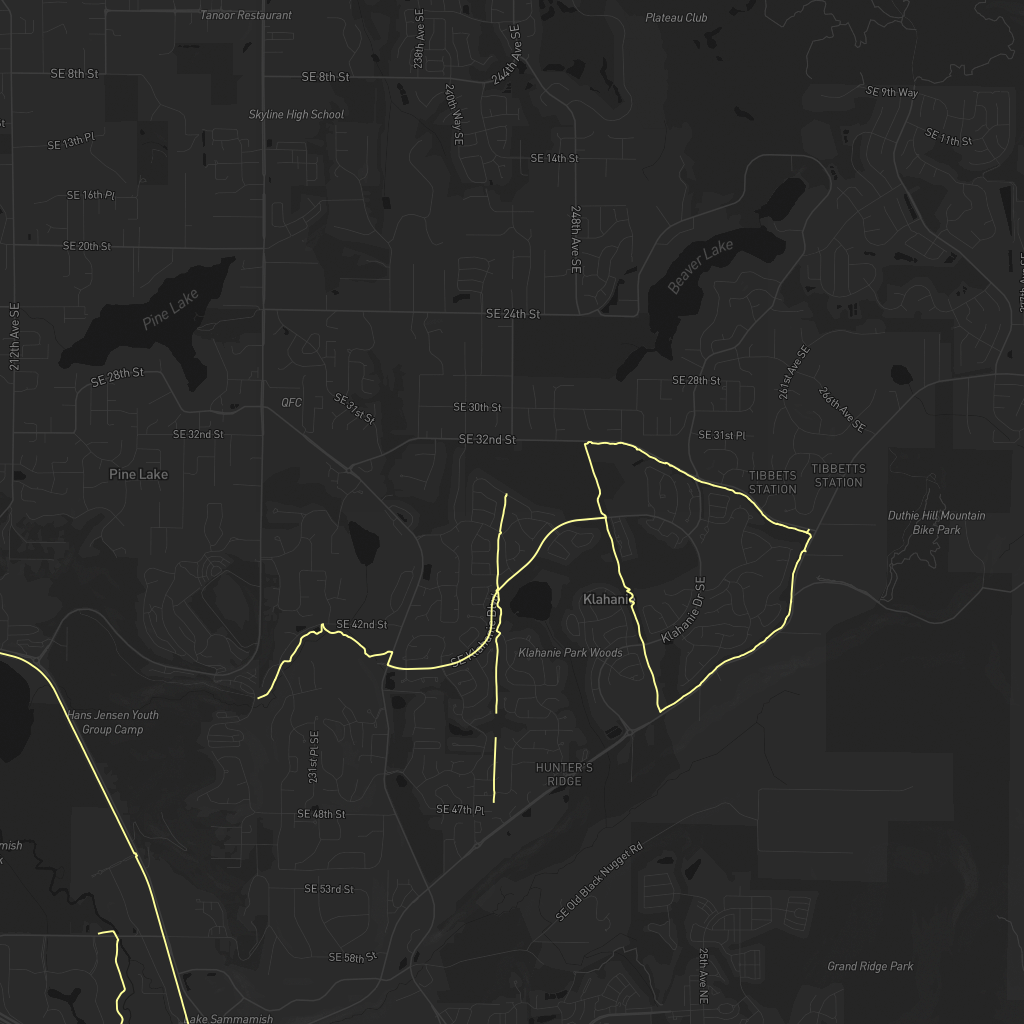 Tanoor Restaurant
Plateau Club
238th Ave SE
244th Ave SE
SE 8th St
SE 8th St
240th Way SE
SE 9th Way
Skyline High School
SE 13th Pl
SE 11th St
SE 14th St
SE 16th Pl
248th Ave SE
SE 20th St
Beaver Lake
Pine Lake
SE 24th St
212th Ave SE
SE 28th St
SE 28th St
261st Ave SE
QFC
SE 37st St
SE 30th St
266th Ave SE
SE 32nd St
SE 32nd St
SE 31st Pl
Pine Lake
TIBBETS
STATION
TIBBETTS
STATION
Duthie Hill Mountain
Bike Park
Klahani
SE 42nd St
Klahanie Dr SE
Klahanie Park Woods
Hans Jensen Youth
Group Camp
231st Pl SE
HUNTER'S
RIDGE
SE 47th Pl
SE 48th St
SE Old Black Nugget Rd
SE 53rd St
SE 58th St
25th Ave NE
Grand Ridge Park
Lake Sammamish